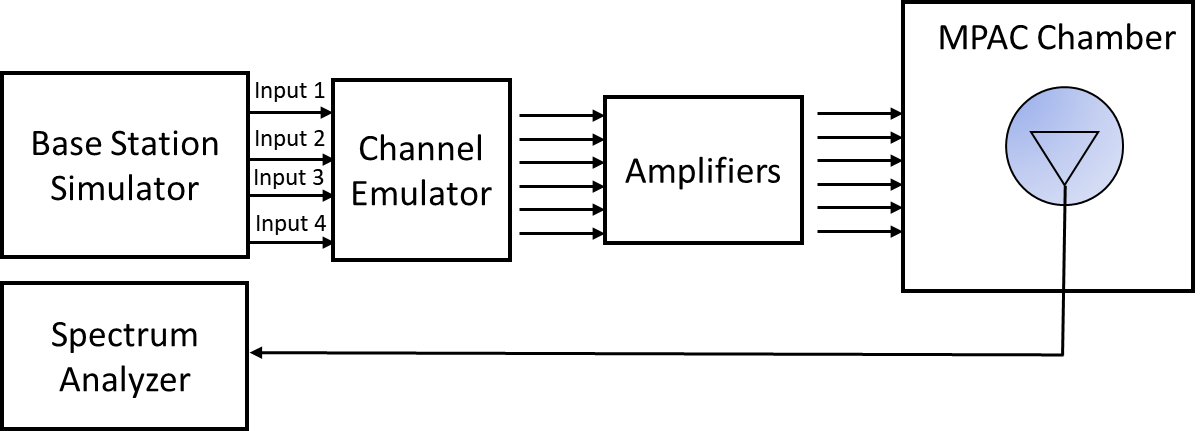 Base Station
Simulator
Input 1
Input 2
Input 3
Input 4
Channel
Emulator
Amplifiers
MPAC Chamber
Spectrum
Analyzer